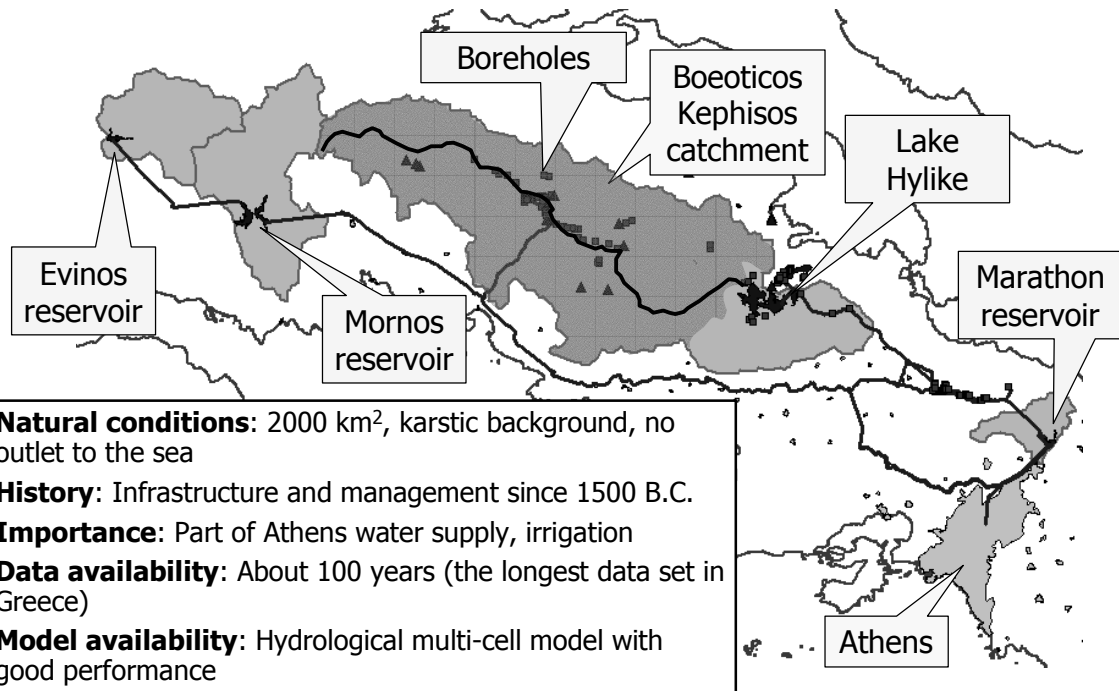 Boreholes
Boeoticos
Kephisos
catchment
Lake
Hylike
Evinos
reservoir
Mornos
reservoir
Marathon
reservoir
Athens
Natural conditions: 2000 km², karstic background, no
outlet to the sea
History: Infrastructure and management since 1500 B.C.
Importance: Part of Athens water supply, irrigation
Data availability: About 100 years (the longest data set in
Greece)
Model availability: Hydrological multi-cell model with
good performance